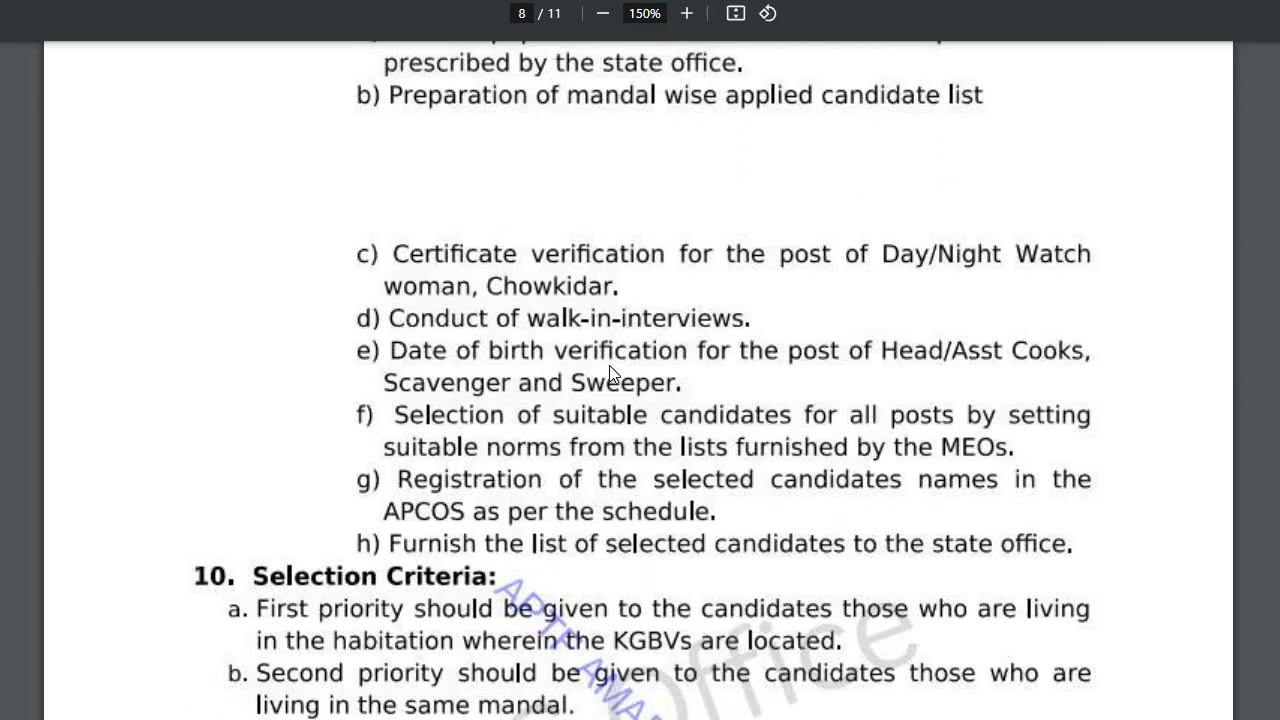 8 / 11
150%
prescribed by the state office.
b) Preparation of mandal wise applied candidate list
c) Certificate verification for the post of Day/Night Watch
woman, Chowkidar.
d) Conduct of walk-in-interviews.
e) Date of birth verification for the post of Head/Asst Cooks,
Scavenger and Sweeper.
f) Selection of suitable candidates for all posts by setting
suitable norms from the lists furnished by the MEOs.
g) Registration of the selected candidates names in the
APCOS as per the schedule.
h) Furnish the list of selected candidates to the state office.
10. Selection Criteria:
a. First priority should be given to the candidates those who are living
in the habitation wherein the KGBVs are located.
b. Second priority should be given to the candidates those who are
living in the same mandal.
APTF
Office